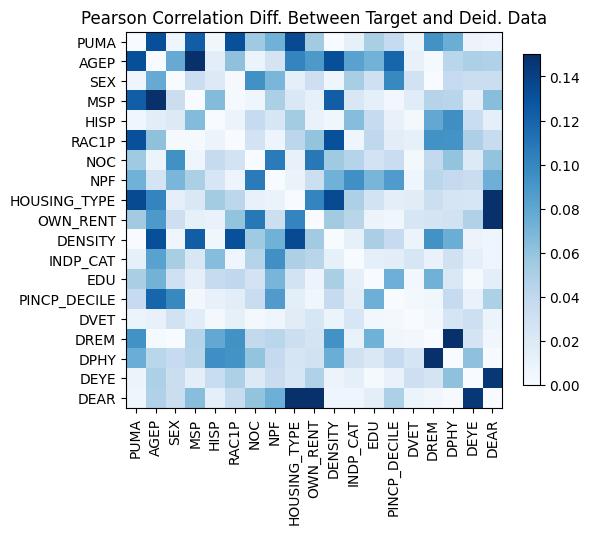 Pearson Correlation Diff. Between Target and Deid. Data
PUMA
AGEP
SEX
MSP
HISP
RAC1P
NOC
NPF
HOUSING_TYPE
OWN_RENT
DENSITY
INDP_CAT
EDU
PINCP_DECILE
DVET
DREM
DPHY
DEYE
DEAR
PUMA
AGEP
SEX
MSP
HISP
RAC1P
NOC
NPF
HOUSING_TYPE
OWN_RENT
DENSITY
INDP_CAT
EDU
PINCP_DECILE
DVET
DREM
DPHY
DEYE
DEAR
0.14
0.12
0.10
0.08
0.06
0.04
0.02
0.00